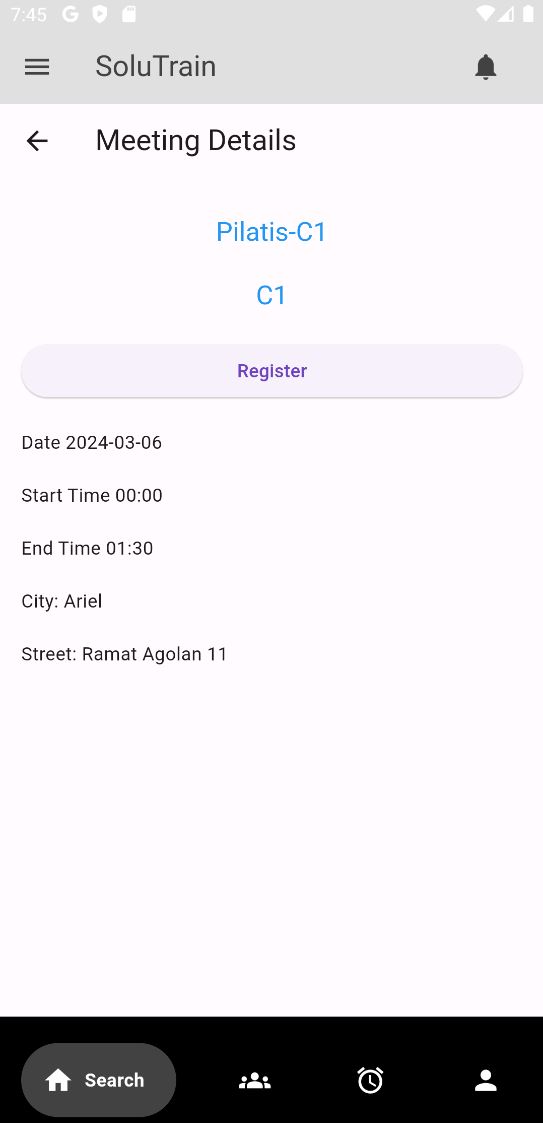 7:45
SoluTrain
Meeting Details
Pilatis-C1
C1
Register
Date 2024-03-06
Start Time 00:00
End Time 01:30
City: Ariel
Street: Ramat Agolan 11
Search